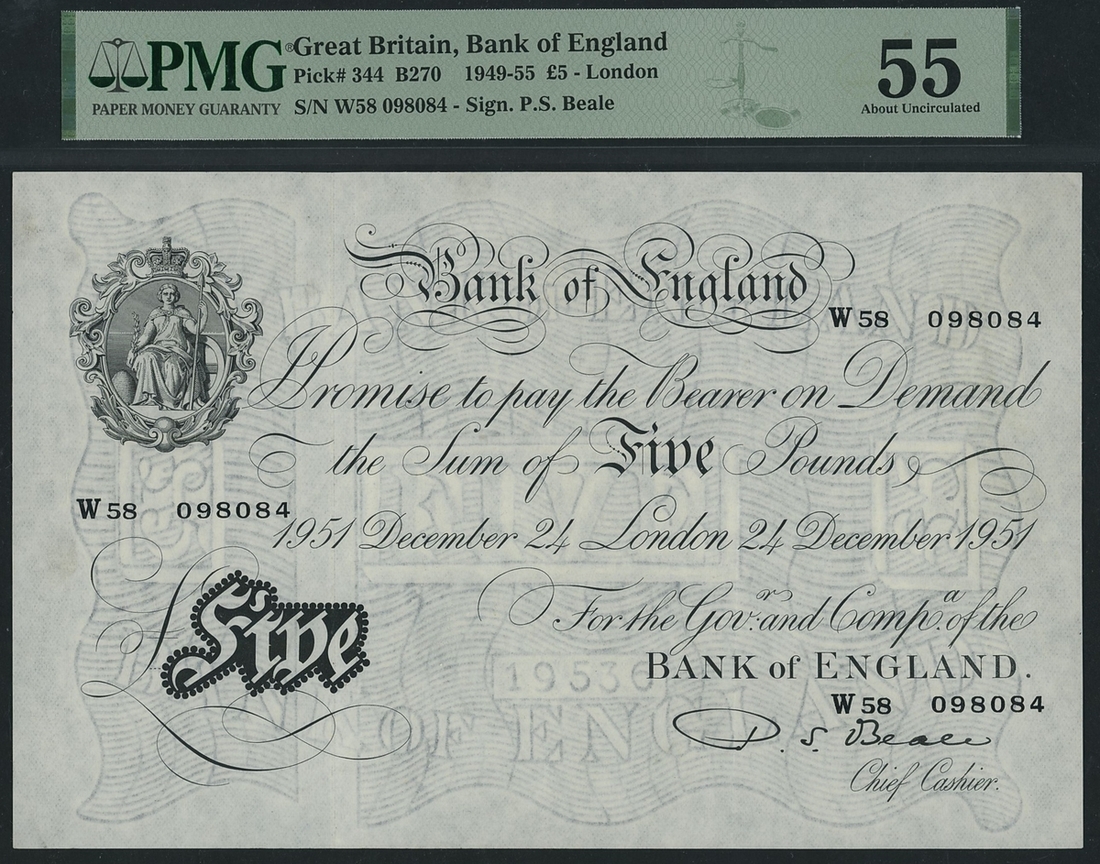 PMG ® Great Britain, Bank of England
PAPER MONEY GUARANTY
Pick# 344 B270 1949-55 £5 - London
S/N W58 098084 - Sign. P.S. Beale
55
About Uncirculated
Bank of England
W58 098084
I Promise to pay the Bearer on Demand
the Sum of Five Pounds
W58 098084
1951 December 24 London 24 December 1951
For the Govr. and Compa. of the
BANK of ENGLAND.
£ Five
W58 098084
P. S. Beale
Chief Cashier.
FIVE
OF ENGLAND